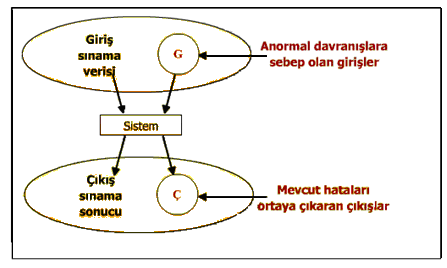 Giriş
sınama
verisi
G
Anormal davranışlara
sebep olan girişler
Sistem
Çıkış
sınama
sonucu
Ç
Mevcut hataları
ortaya çıkaran çıkışlar